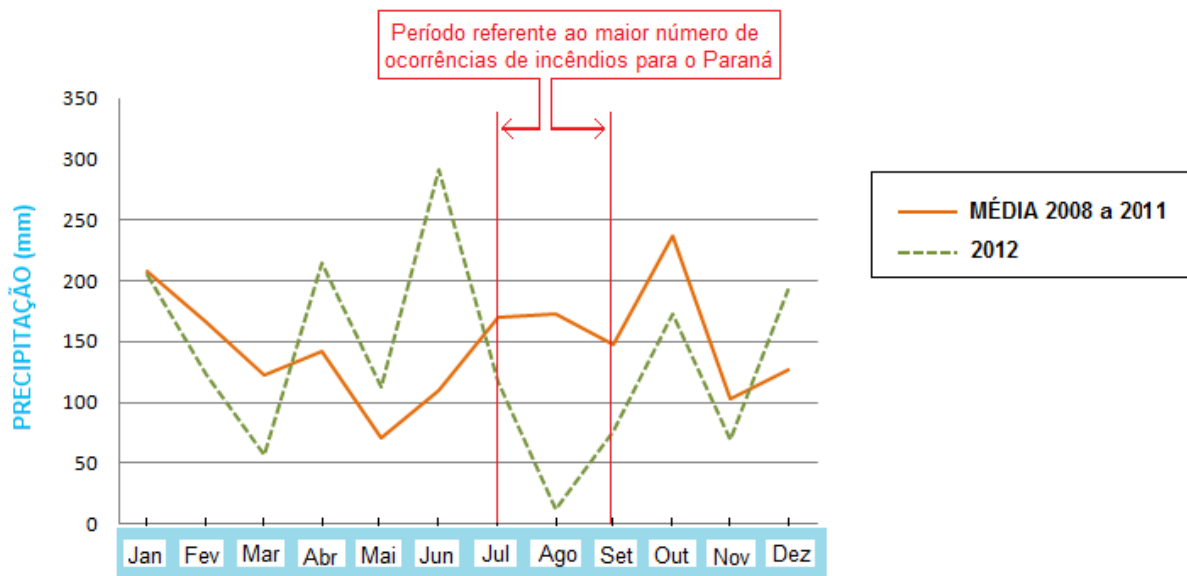 Período referente ao maior número de
ocorrências de incêndios para o Paraná
PRECIPITAÇÃO (mm)
350
300
250
200
150
100
50
0
Jan Fev Mar Abr Mai Jun Jul Ago Set Out Nov Dez
MÉDIA 2008 a 2011
2012